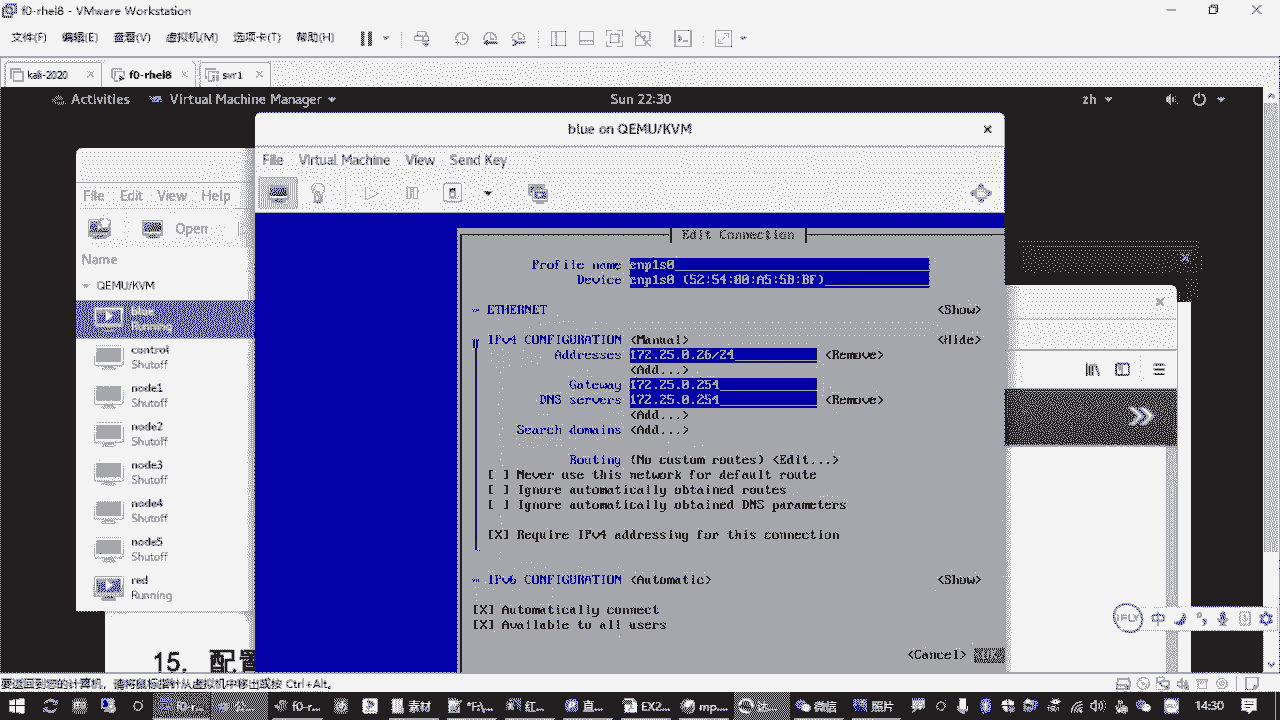 f0-rhel8 - VMware Workstation
文件(F) 编辑(E) 查看(V) 虚拟机(M) 选项卡(T) 帮助(H)
kali-2020 f0-rhel8 svr1
Activities Virtual Machine Manager Sun 22:30 zh
blue on QEMU/KVM
File Virtual Machine View Send Key
File Edit View Help
Open
Name
QEMU/KVM
blue
Running
control
Shutoff
node1
Shutoff
node2
Shutoff
node3
Shutoff
node4
Shutoff
node5
Shutoff
red
Running
Edit Connection
Profile name enp1s0
Device enp1s0 (52:54:00:A5:5B:BF)
ETHERNET <Show>
IPv4 CONFIGURATION <Manual> <Hide>
Addresses 172.25.0.26/24 <Remove>
<Add...>
Gateway 172.25.0.254
DNS servers 172.25.0.254 <Remove>
<Add...>
Search domains <Add...>
Routing (No custom routes) <Edit...>
[ ] Never use this network for default route
[ ] Ignore automatically obtained routes
[ ] Ignore automatically obtained DNS parameters
[X] Require IPv4 addressing for this connection
IPv6 CONFIGURATION <Automatic> <Show>
[X] Automatically connect
[X] Available to all users
<Cancel> <OK>
iFLY 中
15. 配置
要返回到您的计算机，请将鼠标指针从虚拟机中移出或按 Ctrl+Alt。
f0-r... 素材 红... 直... EX2... mp... 微信 图片 14:30